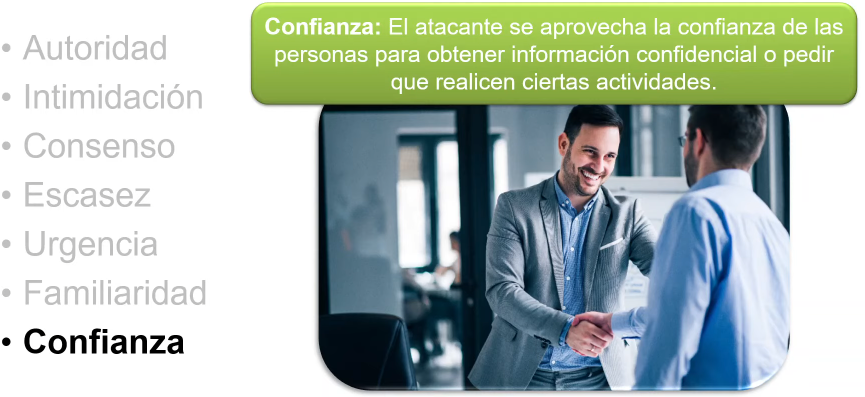 Confianza: El atacante se aprovecha la confianza de las
personas para obtener información confidencial o pedir
que realicen ciertas actividades.
• Autoridad
• Intimidación
• Consenso
• Escasez
• Urgencia
• Familiaridad
• Confianza